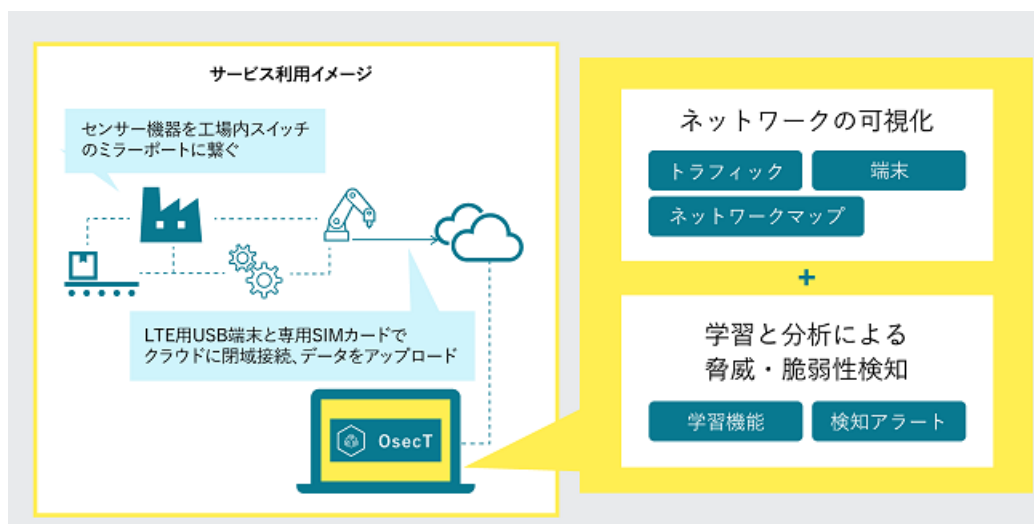 サービス利用イメージ
センサー機器を工場内スイッチ
のミラーポートに繋ぐ
LTE用USB端末と専用SIMカードで
クラウドに閉域接続、データをアップロード
OsecT
ネットワークの可視化
トラフィック
端末
ネットワークマップ
+
学習と分析による
脅威・脆弱性検知
学習機能
検知アラート